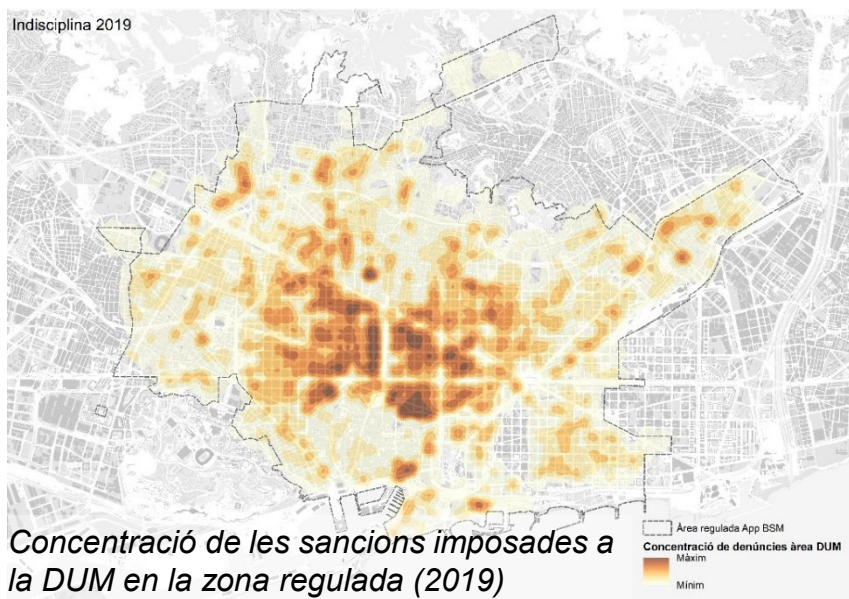 Indisciplina 2019
Àrea regulada App BSM
Concentració de denúncies àrea DUM
Màxim
Mínim
Concentració de les sancions imposades a
la DUM en la zona regulada (2019)